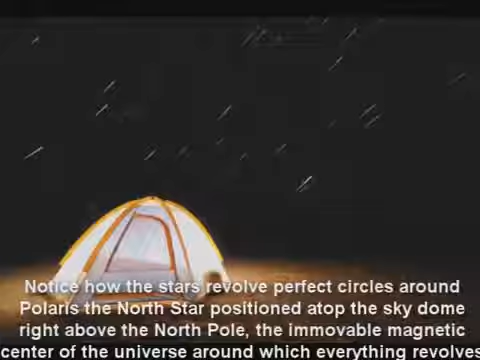 Notice how the stars revolve perfect circles around
Polaris the North Star positioned atop the sky dome
right above the North Pole, the immovable magnetic
center of the universe around which everything revolves